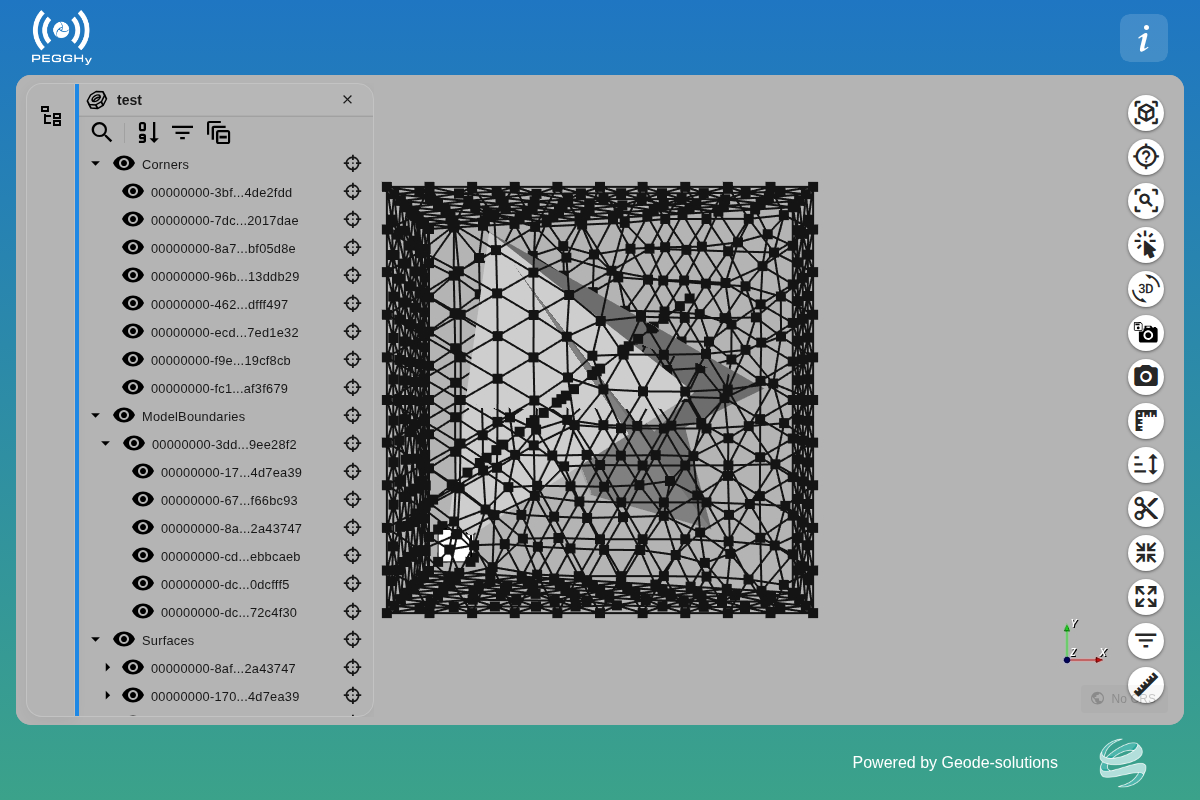 PEGGHy
i
test
Corners
00000000-3bf...4de2fdd
00000000-7dc...2017dae
00000000-8a7...bf05d8e
00000000-96b...13ddb29
00000000-462...dfff497
00000000-ecd...7ed1e32
00000000-f9e...19cf8cb
00000000-fc1...af3f679
ModelBoundaries
00000000-3dd...9ee28f2
00000000-17...4d7ea39
00000000-67...f66bc93
00000000-8a...2a43747
00000000-cd...ebbcaeb
00000000-dc...0dcfff5
00000000-dc...72c4f30
Surfaces
00000000-8af...2a43747
00000000-170...4d7ea39
3D
Y
Z
X
No CRS
Powered by Geode-solutions